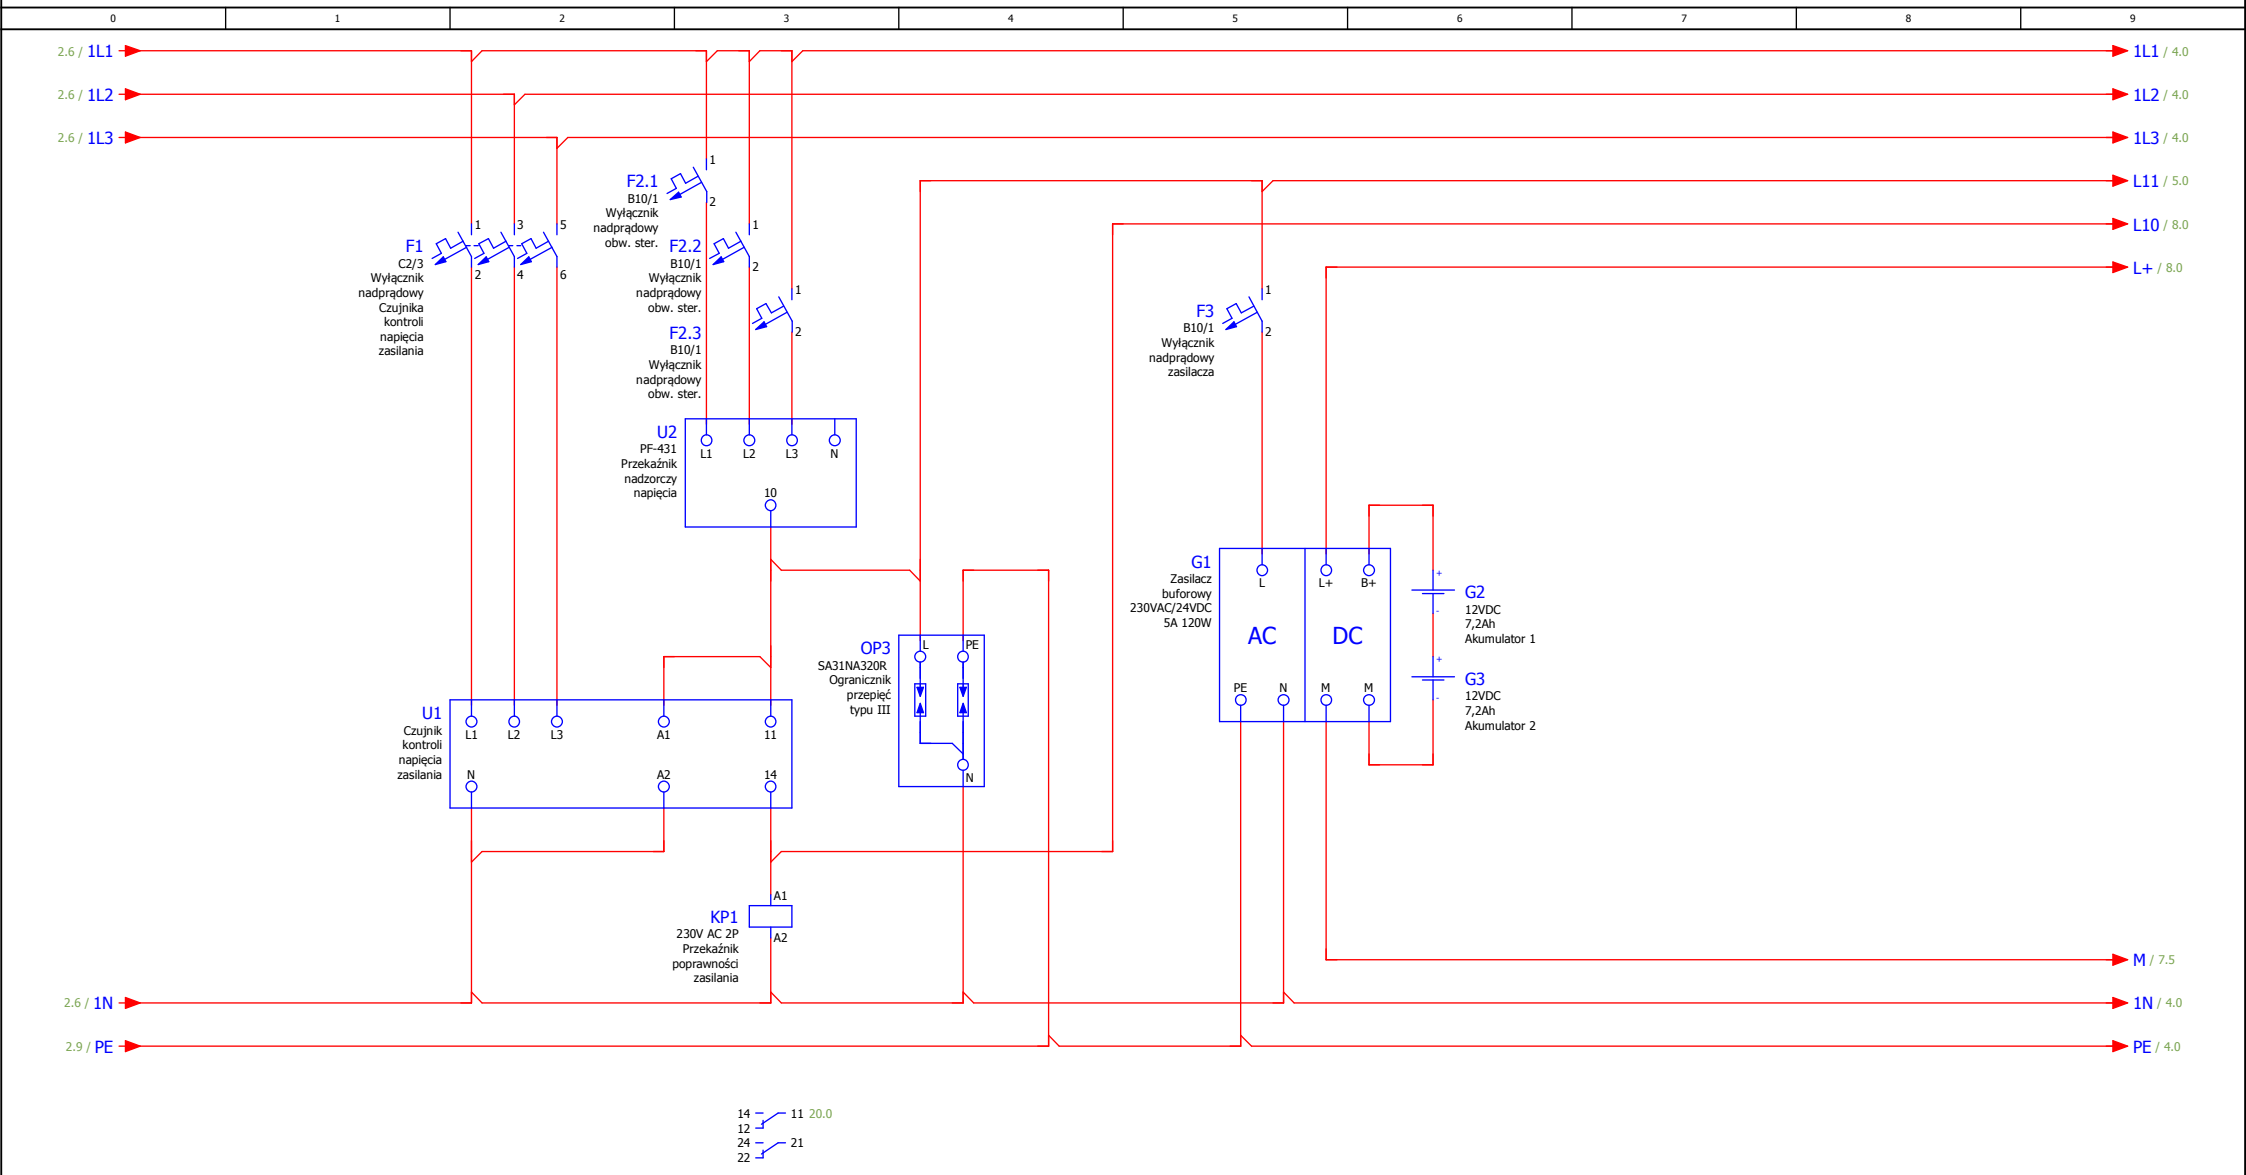 0 1 2 3 4 5 6 7 8 9
2.6 / 1L1
1L1 / 4.0
2.6 / 1L2
1L2 / 4.0
2.6 / 1L3
1L3 / 4.0
L11 / 5.0
L10 / 8.0
L+ / 8.0
F1
C2/3
Wyłącznik
nadprądowy
Czujnika
kontroli
napięcia
zasilania
1 3 5
2 4 6
F2.1
B10/1
Wyłącznik
nadprądowy
obw. ster.
1
2
F2.2
B10/1
Wyłącznik
nadprądowy
obw. ster.
1
2
F2.3
B10/1
Wyłącznik
nadprądowy
obw. ster.
1
2
F3
B10/1
Wyłącznik
nadprądowy
zasilacza
1
2
U2
PF-431
Przekaźnik
nadzorczy
napięcia
L1 L2 L3 N
10
G1
Zasilacz
buforowy
230VAC/24VDC
5A 120W
L L+ B+
AC DC
PE N M M
+
-
G2
12VDC
7,2Ah
Akumulator 1
+
-
G3
12VDC
7,2Ah
Akumulator 2
OP3
SA31NA320R
Ogranicznik
przepięć
typu III
L PE
N
U1
Czujnik
kontroli
napięcia
zasilania
L1 L2 L3 A1 11
N A2 14
KP1
230V AC 2P
Przekaźnik
poprawności
zasilania
A1
A2
M / 7.5
2.6 / 1N
1N / 4.0
2.9 / PE
PE / 4.0
14 11 20.0
12
24 21
22